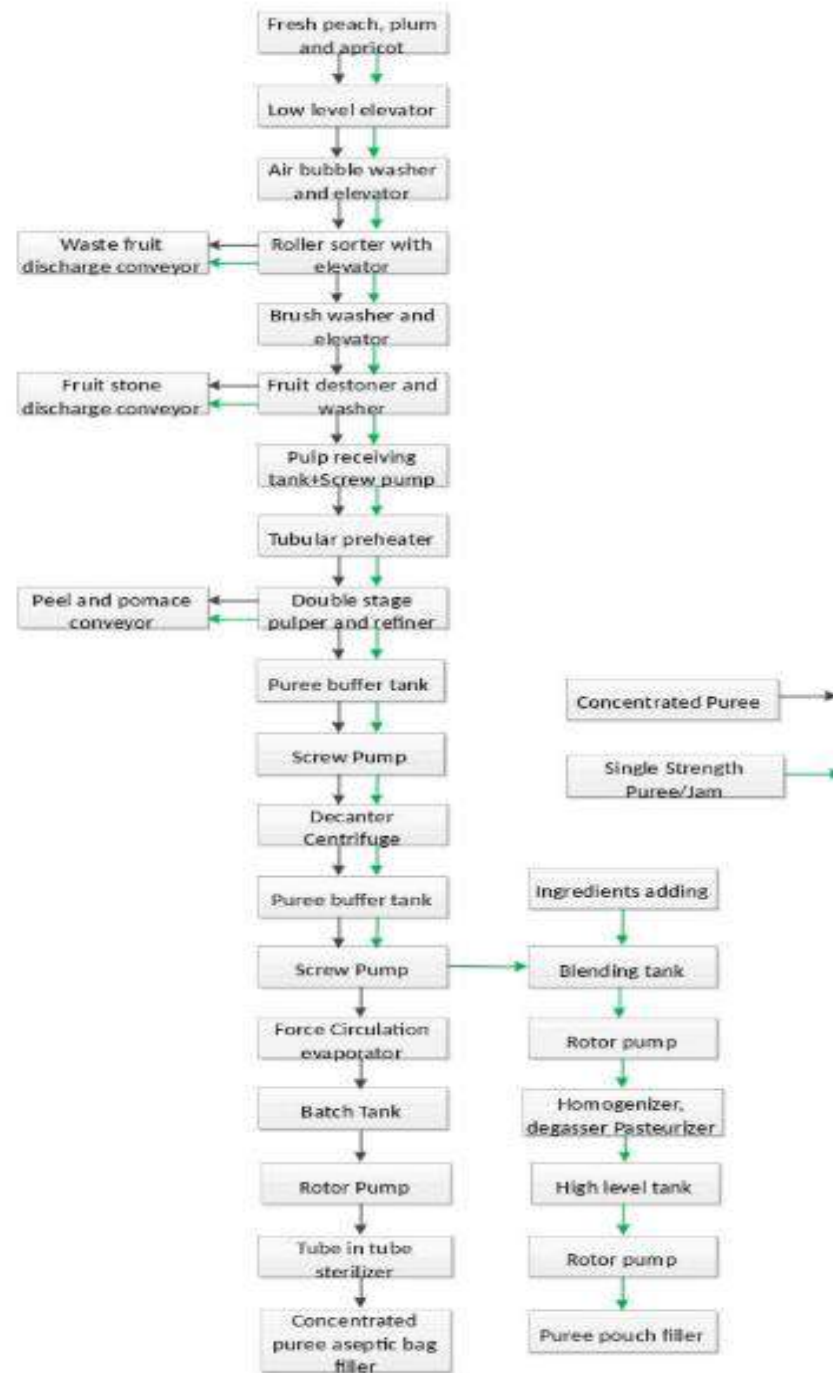 Fresh peach, plum
and apricot
Low level elevator
Air bubble washer
and elevator
Waste fruit
discharge conveyor
Roller sorter with
elevator
Brush washer and
elevator
Fruit stone
discharge conveyor
Fruit destoner and
washer
Pulp receiving
tank+Screw pump
Tubular preheater
Peel and pomace
conveyor
Double stage
pulper and refiner
Puree buffer tank
Screw Pump
Decanter
Centrifuge
Puree buffer tank
Screw Pump
Force Circulation
evaporator
Batch Tank
Rotor Pump
Tube in tube
sterilizer
Concentrated
puree aseptic bag
filler
Concentrated Puree
Single Strength
Puree/Jam
Ingredients adding
Blending tank
Rotor pump
Homogenizer,
degasser Pasteurizer
High level tank
Rotor pump
Puree pouch filler